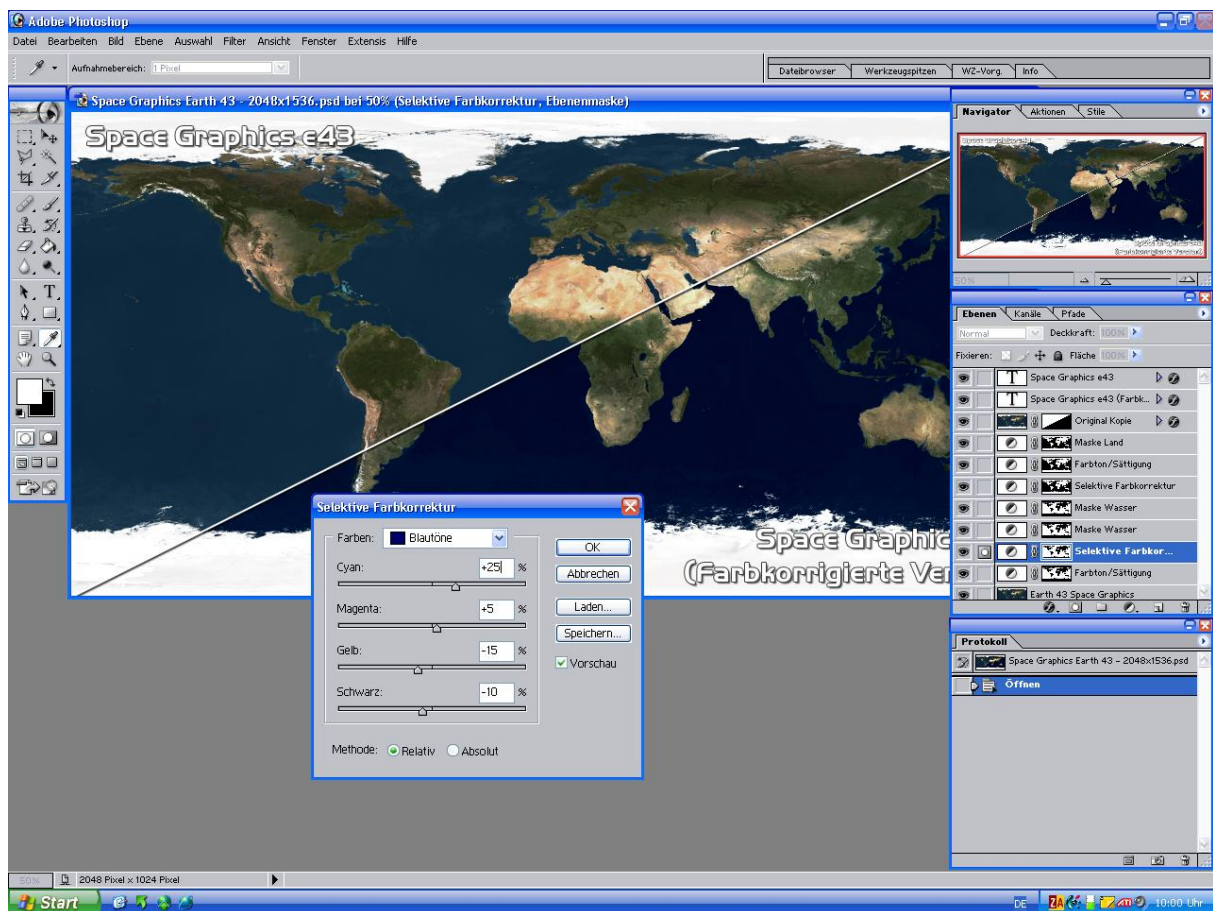 Adobe Photoshop
Datei Bearbeiten Bild Ebene Auswahl Filter Ansicht Fenster Extensis Hilfe
Aufnahmebereich: 1 Pixel
Dateibrowser Werkzeugspitzen WZ-Vorg. Info
Space Graphics Earth 43 - 2048x1536.psd bei 50% (Selektive Farbkorrektur, Ebenenmaske)
Space Graphics e43
Space Graphic
(Farbkorrigierte Ver
Navigator Aktionen Stile
50%
Ebenen Kanäle Pfade
Normal Deckkraft: 100%
Fixieren: Fläche 100%
T Space Graphics e43
T Space Graphics e43 (Farbk...
Original Kopie
Maske Land
Farbton/Sättigung
Selektive Farbkorrektur
Maske Wasser
Maske Wasser
Selektive Farbkor...
Farbton/Sättigung
Earth 43 Space Graphics
Protokoll
Space Graphics Earth 43 - 2048x1536.psd
Öffnen
Selektive Farbkorrektur
Farben: Blautöne
Cyan: +25 %
Magenta: +5 %
Gelb: -15 %
Schwarz: -10 %
Methode: Relativ Absolut
OK
Abbrechen
Laden...
Speichern...
Vorschau
50% 2048 Pixel x 1024 Pixel
Start DE ZA 10:00 Uhr